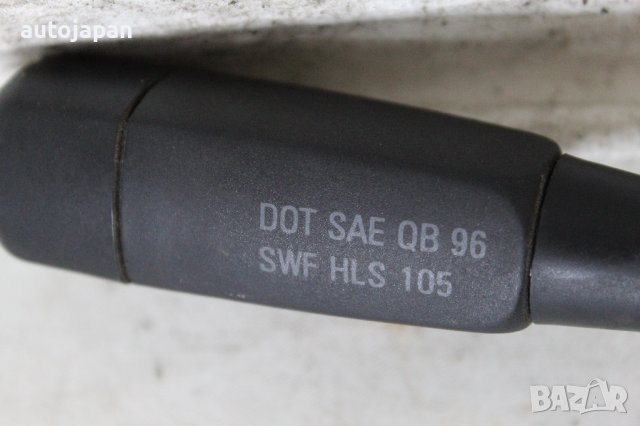 autojapan
DOT SAE QB 96
SWF HLS 105
bazar